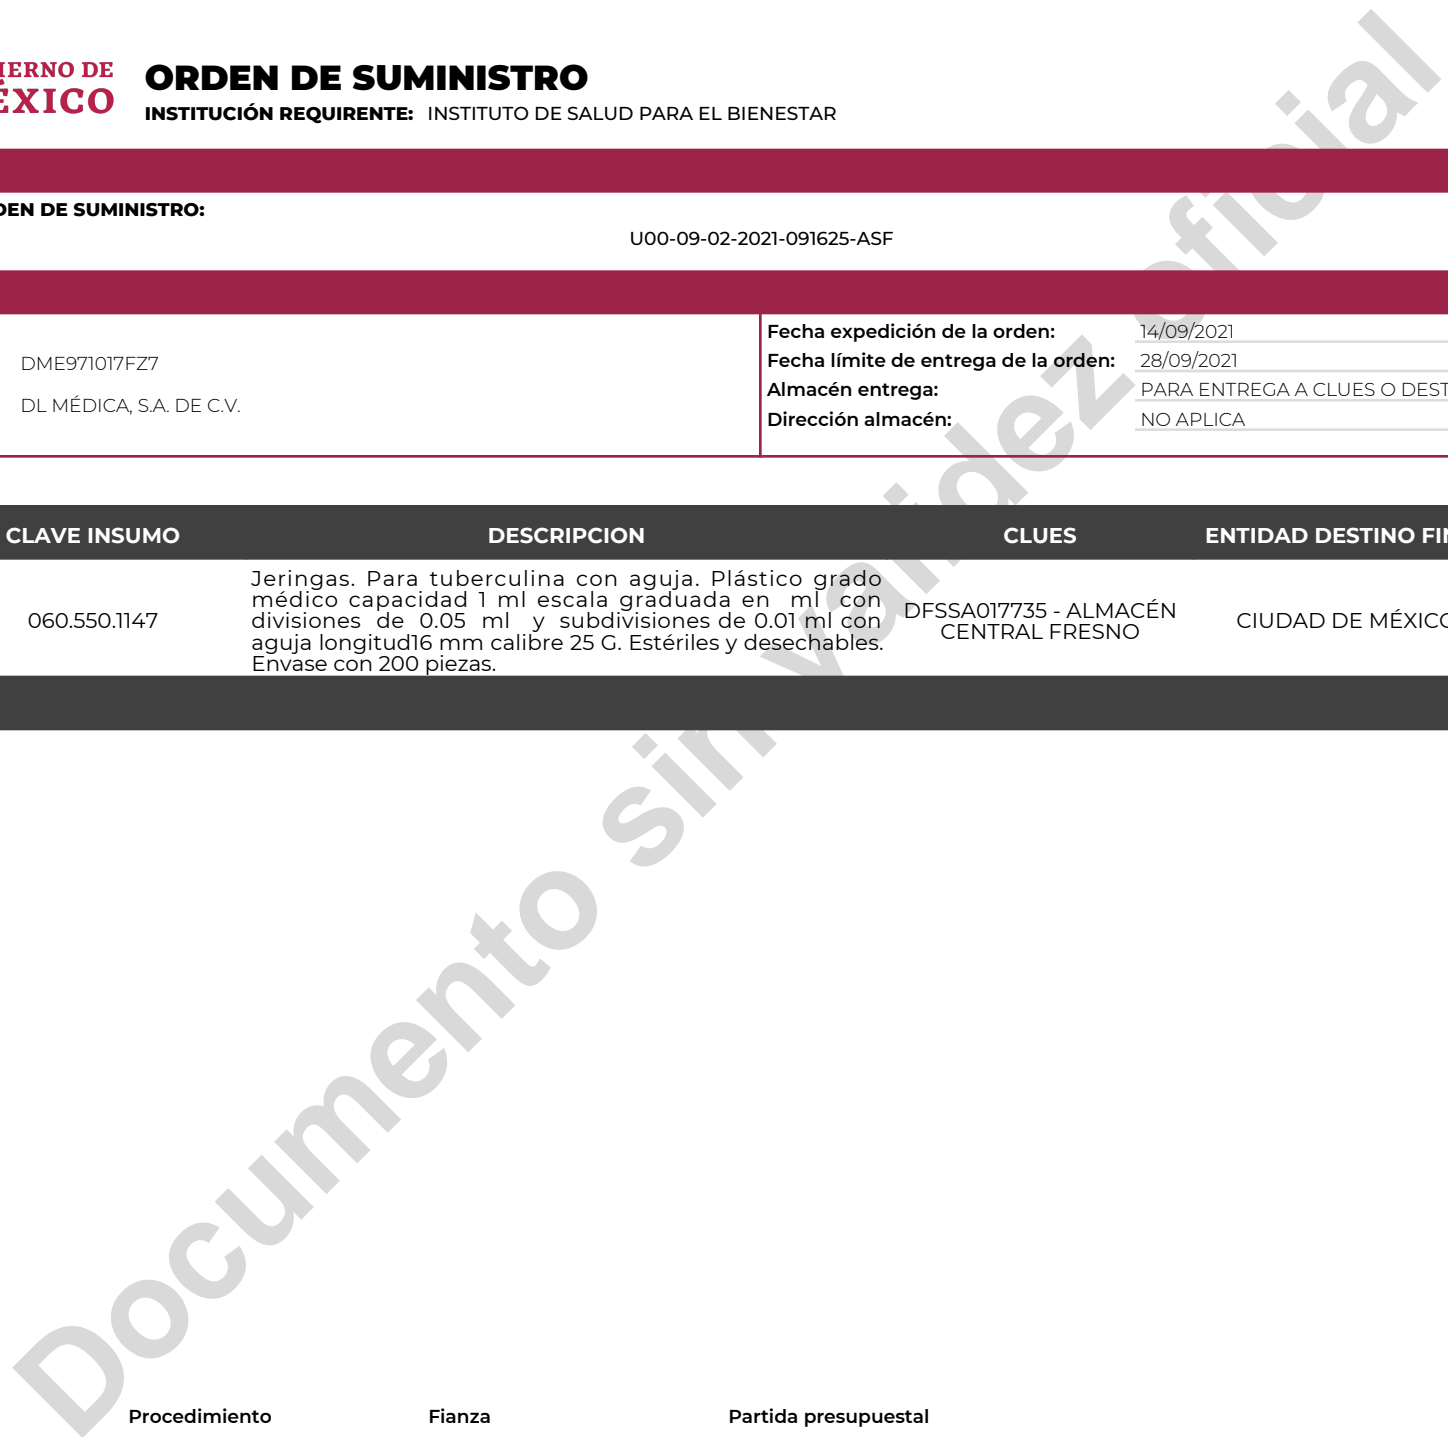 IERNO DE
ÉXICO
ORDEN DE SUMINISTRO
INSTITUCIÓN REQUIRENTE: INSTITUTO DE SALUD PARA EL BIENESTAR
DEN DE SUMINISTRO:
U00-09-02-2021-091625-ASF
DME971017FZ7
DL MÉDICA, S.A. DE C.V.
Fecha expedición de la orden: 14/09/2021
Fecha límite de entrega de la orden: 28/09/2021
Almacén entrega: PARA ENTREGA A CLUES O DEST
Dirección almacén: NO APLICA
CLAVE INSUMO DESCRIPCION CLUES ENTIDAD DESTINO FIN
060.550.1147
Jeringas. Para tuberculina con aguja. Plástico grado
médico capacidad 1 ml escala graduada en ml con
divisiones de 0.05 ml y subdivisiones de 0.01 ml con
aguja longitud16 mm calibre 25 G. Estériles y desechables.
Envase con 200 piezas.
DFSSA017735 - ALMACÉN
CENTRAL FRESNO
CIUDAD DE MÉXICO
Documento sin validez oficial
Procedimiento Fianza Partida presupuestal